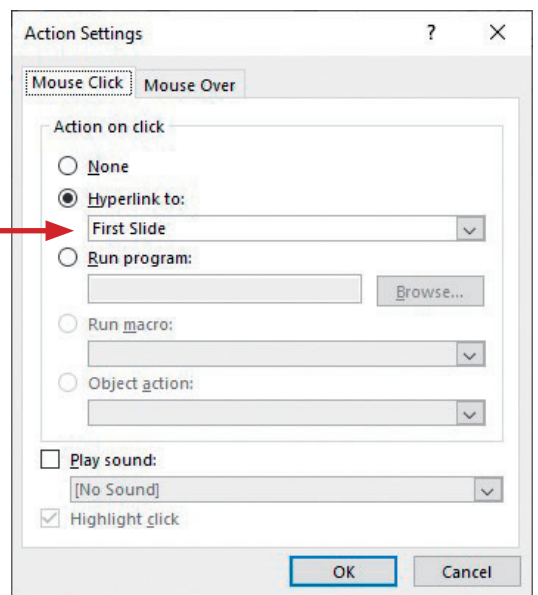 Action Settings ? X
Mouse Click Mouse Over
Action on click
None
Hyperlink to:
First Slide
Run program:
Browse...
Run macro:
Object action:
Play sound:
[No Sound]
Highlight click
OK Cancel